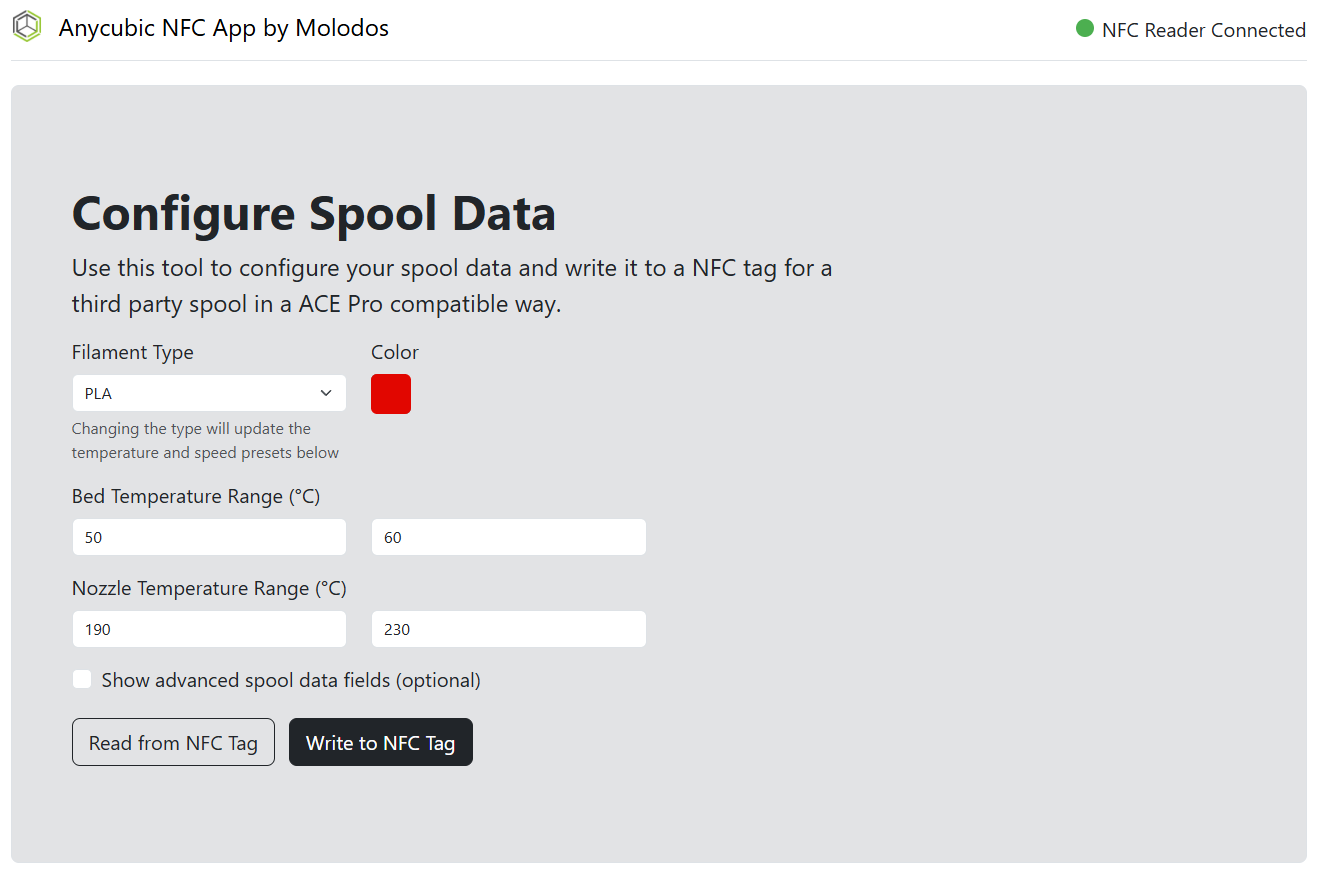 Anycubic NFC App by Molodos
NFC Reader Connected
Configure Spool Data
Use this tool to configure your spool data and write it to a NFC tag for a
third party spool in a ACE Pro compatible way.
Filament Type
Color
PLA
Changing the type will update the
temperature and speed presets below
Bed Temperature Range (°C)
50
60
Nozzle Temperature Range (°C)
190
230
Show advanced spool data fields (optional)
Read from NFC Tag
Write to NFC Tag